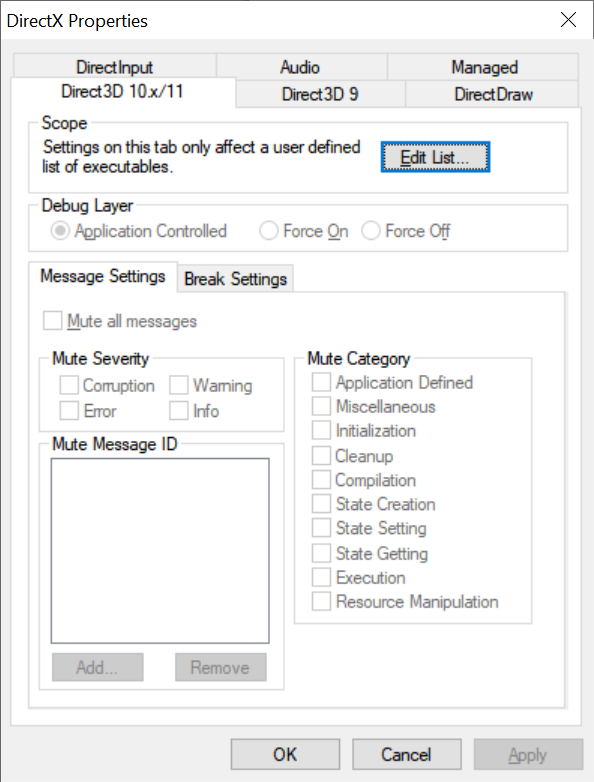 DirectX Properties
DirectInput Audio Managed
Direct3D 10.x/11 Direct3D 9 DirectDraw
Scope
Settings on this tab only affect a user defined
list of executables.
Edit List...
Debug Layer
Application Controlled Force On Force Off
Message Settings Break Settings
Mute all messages
Mute Severity
Corruption Warning
Error Info
Mute Message ID
Add... Remove
Mute Category
Application Defined
Miscellaneous
Initialization
Cleanup
Compilation
State Creation
State Setting
State Getting
Execution
Resource Manipulation
OK Cancel Apply